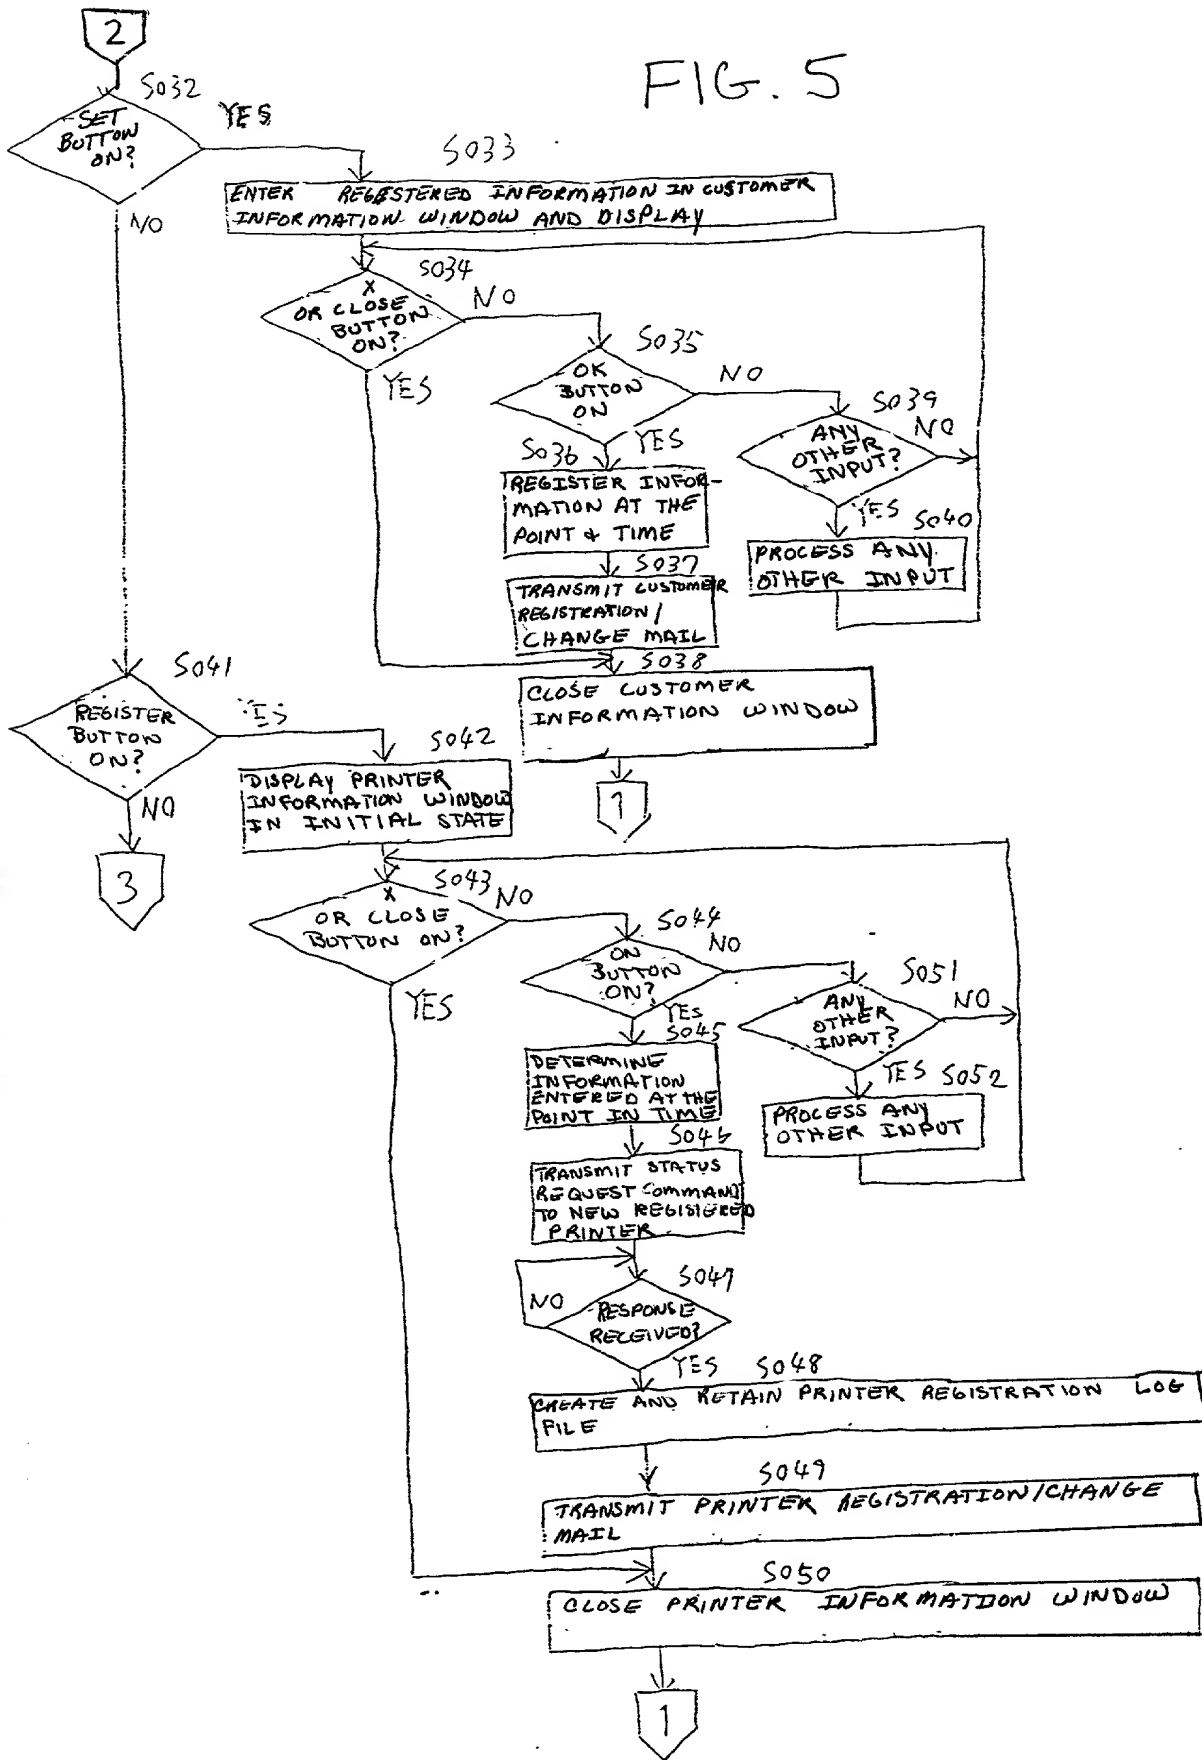 2
FIG. 5
S032
SET
BUTTON
ON?
YES
NO
S033
ENTER REGISTERED INFORMATION IN CUSTOMER
INFORMATION WINDOW AND DISPLAY
S034
X
OR CLOSE
BUTTON
ON?
NO
YES
S035
OK
BUTTON
ON
NO
YES
S036
REGISTER INFOR-
MATION AT THE
POINT & TIME
S037
TRANSMIT CUSTOMER
REGISTRATION/
CHANGE MAIL
S038
CLOSE CUSTOMER
INFORMATION WINDOW
1
S039
ANY
OTHER
INPUT?
NO
YES
S040
PROCESS ANY
OTHER INPUT
S041
REGISTER
BUTTON
ON?
NO
3
S042
DISPLAY PRINTER
INFORMATION WINDOW
IN INITIAL STATE
S043
X
OR CLOSE
BUTTON ON?
NO
YES
S044
ON
BUTTON
ON?
NO
YES
S045
DETERMINE
INFORMATION
ENTERED AT THE
POINT IN TIME
S046
TRANSMIT STATUS
REQUEST COMMAND
TO NEW REGISTERED
PRINTER
S047
RESPONSE
RECEIVED?
NO
YES
S048
CREATE AND RETAIN PRINTER REGISTRATION LOG
FILE
S049
TRANSMIT PRINTER REGISTRATION/CHANGE
MAIL
S050
CLOSE PRINTER INFORMATION WINDOW
1
S051
ANY
OTHER
INPUT?
NO
YES
S052
PROCESS ANY
OTHER INPUT